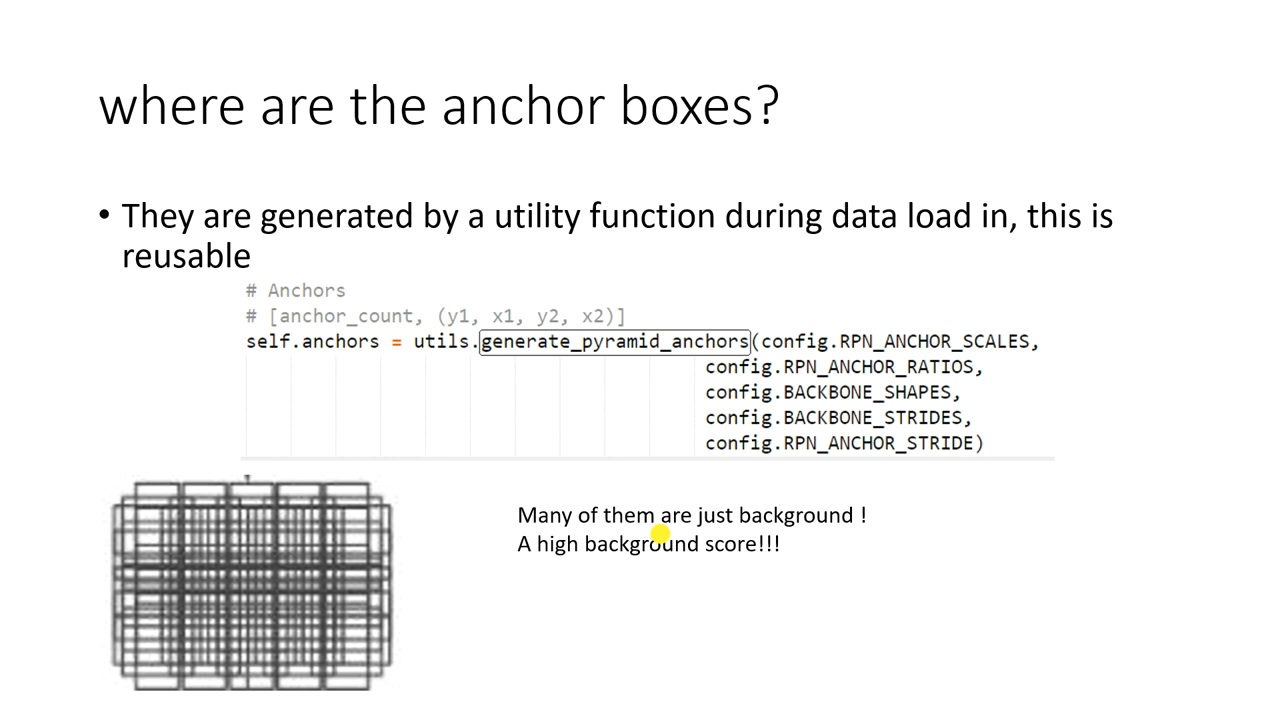 where are the anchor boxes?
• They are generated by a utility function during data load in, this is
reusable
# Anchors
# [anchor_count, (y1, x1, y2, x2)]
self.anchors = utils.generate_pyramid_anchors(config.RPN_ANCHOR_SCALES,
config.RPN_ANCHOR_RATIOS,
config.BACKBONE_SHAPES,
config.BACKBONE_STRIDES,
config.RPN_ANCHOR_STRIDE)
Many of them are just background !
A high background score!!!